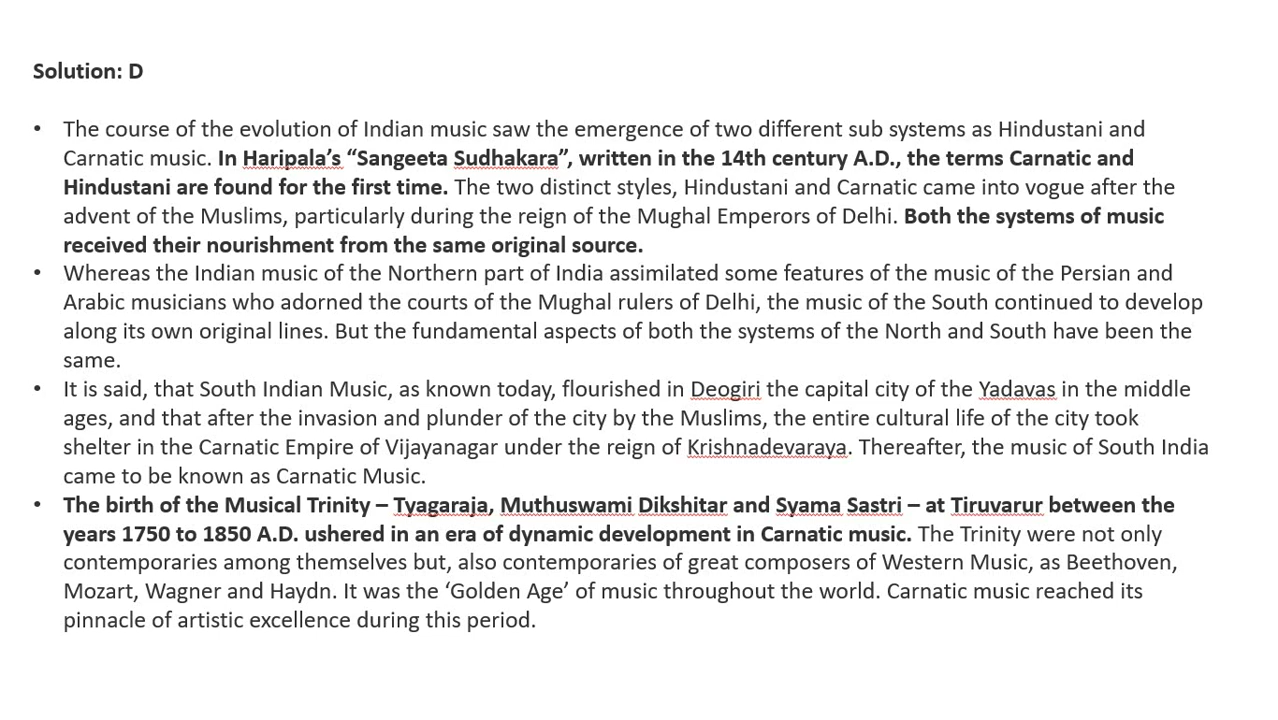 Solution: D
• The course of the evolution of Indian music saw the emergence of two different sub systems as Hindustani and
Carnatic music. In Haripala’s “Sangeeta Sudhakara”, written in the 14th century A.D., the terms Carnatic and
Hindustani are found for the first time. The two distinct styles, Hindustani and Carnatic came into vogue after the
advent of the Muslims, particularly during the reign of the Mughal Emperors of Delhi. Both the systems of music
received their nourishment from the same original source.
• Whereas the Indian music of the Northern part of India assimilated some features of the music of the Persian and
Arabic musicians who adorned the courts of the Mughal rulers of Delhi, the music of the South continued to develop
along its own original lines. But the fundamental aspects of both the systems of the North and South have been the
same.
• It is said, that South Indian Music, as known today, flourished in Deogiri the capital city of the Yadavas in the middle
ages, and that after the invasion and plunder of the city by the Muslims, the entire cultural life of the city took
shelter in the Carnatic Empire of Vijayanagar under the reign of Krishnadevaraya. Thereafter, the music of South India
came to be known as Carnatic Music.
• The birth of the Musical Trinity – Tyagaraja, Muthuswami Dikshitar and Syama Sastri – at Tiruvarur between the
years 1750 to 1850 A.D. ushered in an era of dynamic development in Carnatic music. The Trinity were not only
contemporaries among themselves but, also contemporaries of great composers of Western Music, as Beethoven,
Mozart, Wagner and Haydn. It was the ‘Golden Age’ of music throughout the world. Carnatic music reached its
pinnacle of artistic excellence during this period.